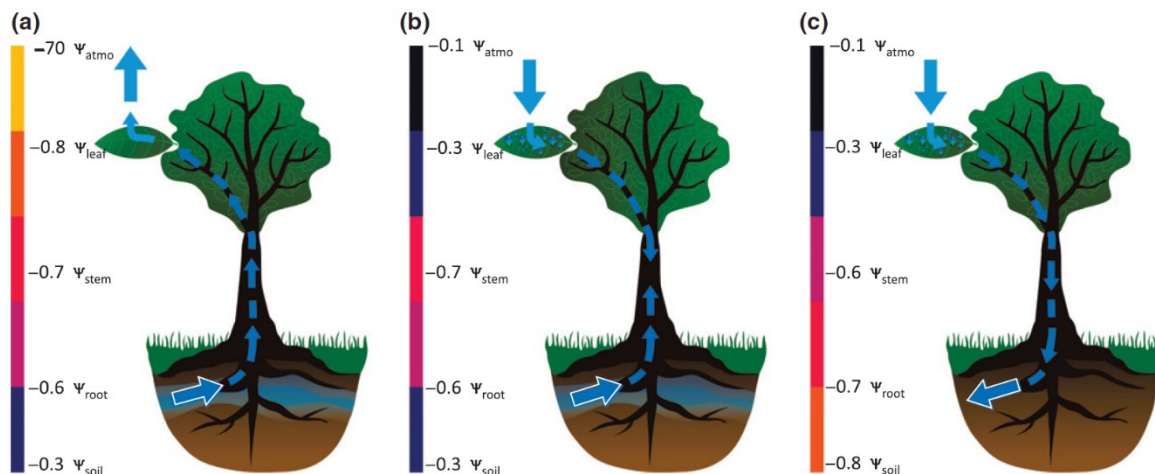 (a)
−70 Ψatmo
−0.8 Ψleaf
−0.7 Ψstem
−0.6 Ψroot
−0.3 Ψsoil
(b)
−0.1 Ψatmo
−0.3 Ψleaf
−0.7 Ψstem
−0.6 Ψroot
−0.3 Ψsoil
(c)
−0.1 Ψatmo
−0.3 Ψleaf
−0.6 Ψstem
−0.7 Ψroot
−0.8 Ψsoil